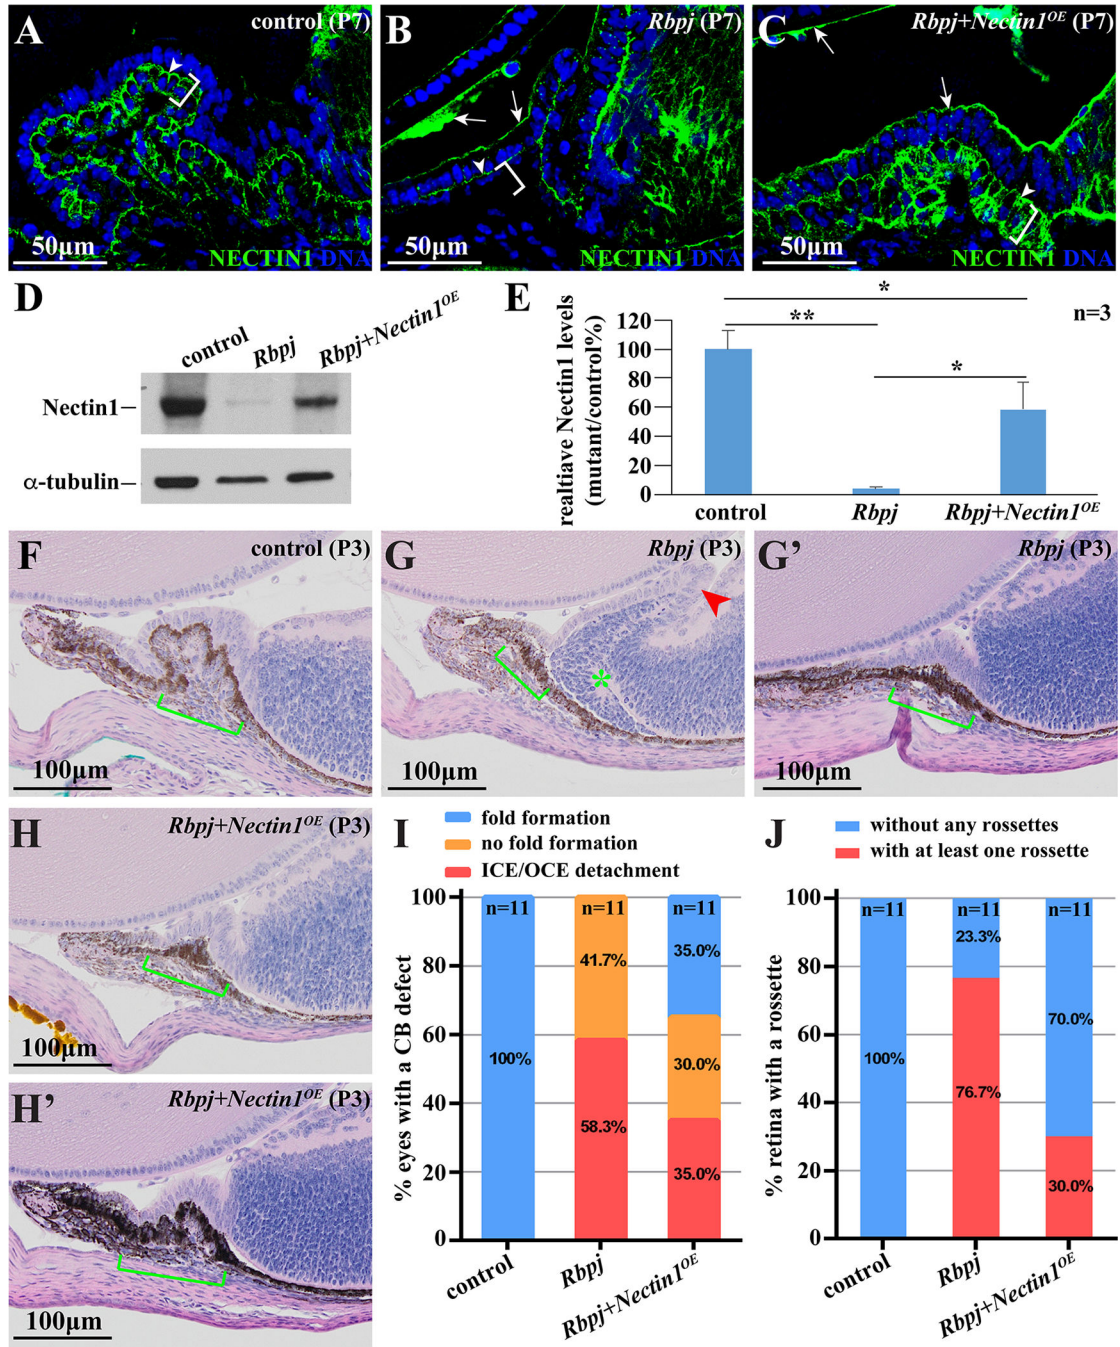 A control (P7)
50μm NECTIN1 DNA
B Rbpj (P7)
50μm NECTIN1 DNA
C Rbpj+Nectin1OE (P7)
50μm NECTIN1 DNA
D
control Rbpj Rbpj+Nectin1OE
Nectin1
α-tubulin
E
n=3
*
**
*
realtiave Nectin1 levels
(mutant/control%)
120
100
80
60
40
20
0
control Rbpj Rbpj+Nectin1OE
F control (P3)
100μm
G Rbpj (P3)
*
100μm
G' Rbpj (P3)
100μm
H Rbpj+Nectin1OE (P3)
100μm
H' Rbpj+Nectin1OE (P3)
100μm
I
fold formation
no fold formation
ICE/OCE detachment
% eyes with a CB defect
100
80
60
40
20
0
n=11 n=11 n=11
100%
41.7%
58.3%
35.0%
30.0%
35.0%
control Rbpj Rbpj+Nectin1OE
J
without any rossettes
with at least one rossette
% retina with a rossette
100
80
60
40
20
0
n=11 n=11 n=11
100%
23.3%
76.7%
70.0%
30.0%
control Rbpj Rbpj+Nectin1OE